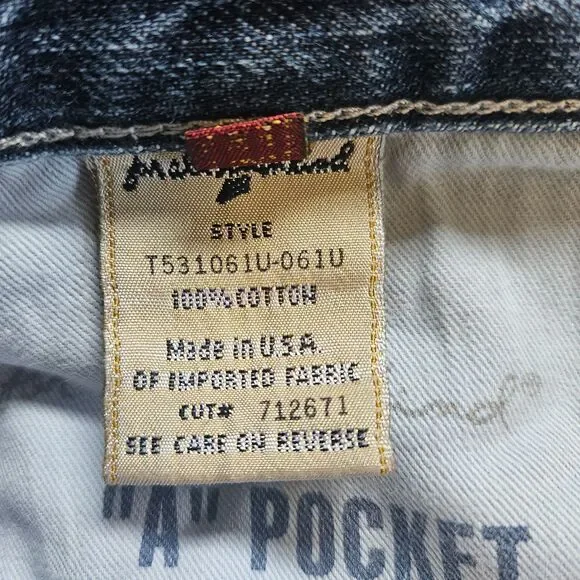 STYLE
T531061U-061U
100% COTTON
Made in U.S.A.
OF IMPORTED FABRIC
CUT# 712671
SEE CARE ON REVERSE
"A" POCKET